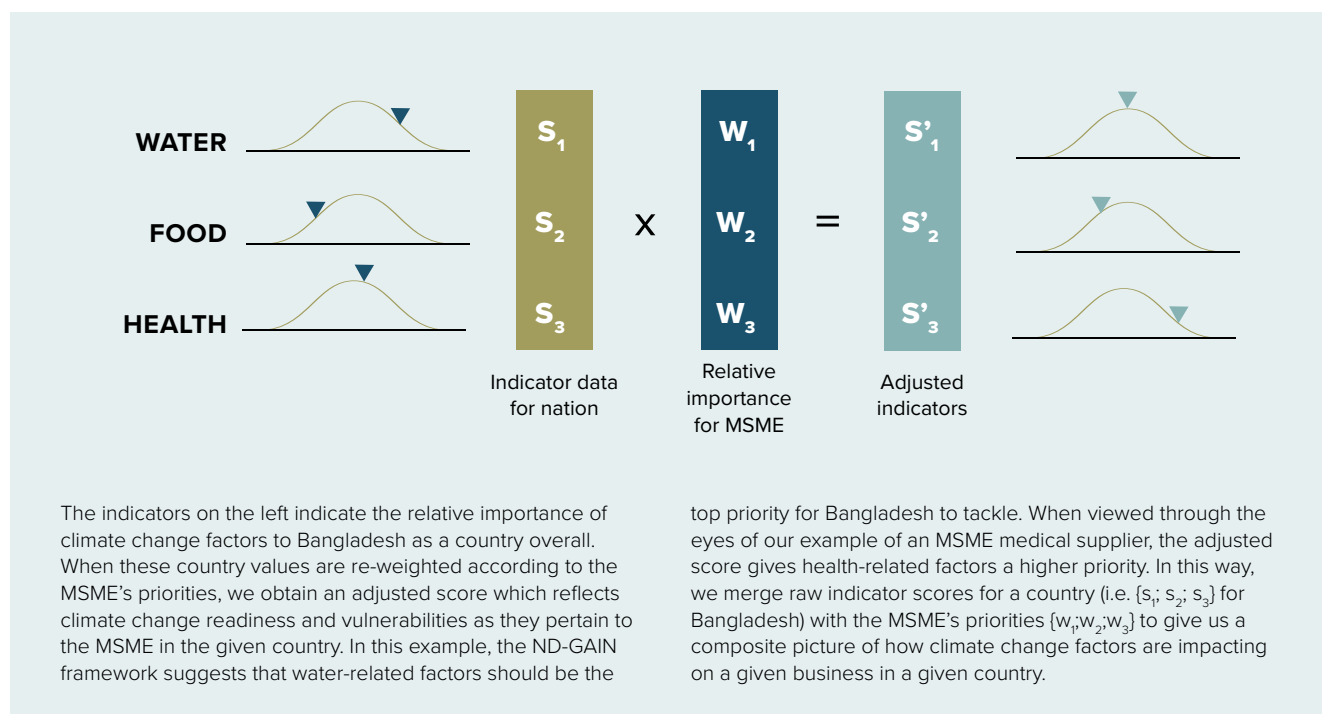 WATER
S1
W1
S'1
FOOD
S2
x
W2
=
S'2
HEALTH
S3
W3
S'3
Indicator data
for nation
Relative
importance
for MSME
Adjusted
indicators
The indicators on the left indicate the relative importance of
climate change factors to Bangladesh as a country overall.
When these country values are re-weighted according to the
MSME’s priorities, we obtain an adjusted score which reflects
climate change readiness and vulnerabilities as they pertain to
the MSME in the given country. In this example, the ND-GAIN
framework suggests that water-related factors should be the
top priority for Bangladesh to tackle. When viewed through the
eyes of our example of an MSME medical supplier, the adjusted
score gives health-related factors a higher priority. In this way,
we merge raw indicator scores for a country (i.e. {s1; s2; s3} for
Bangladesh) with the MSME’s priorities {w1;w2;w3} to give us a
composite picture of how climate change factors are impacting
on a given business in a given country.